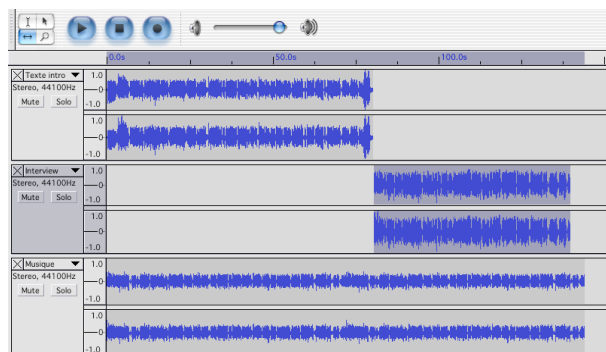 0.0s 50.0s 100.0s
Texte intro 1.0
Stereo, 44100Hz 0
Mute Solo
-1.0
1.0
0
-1.0
Interview 1.0
Stereo, 44100Hz 0
Mute Solo
-1.0
1.0
0
-1.0
Musique 1.0
Stereo, 44100Hz 0
Mute Solo
-1.0
1.0
0
-1.0